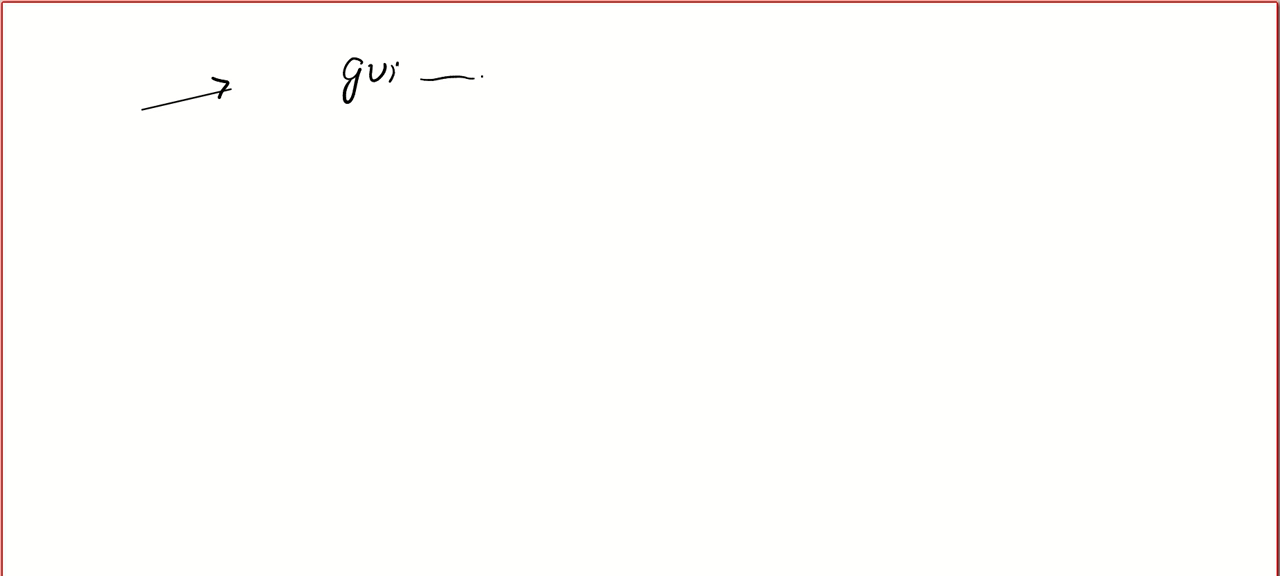 → gui —